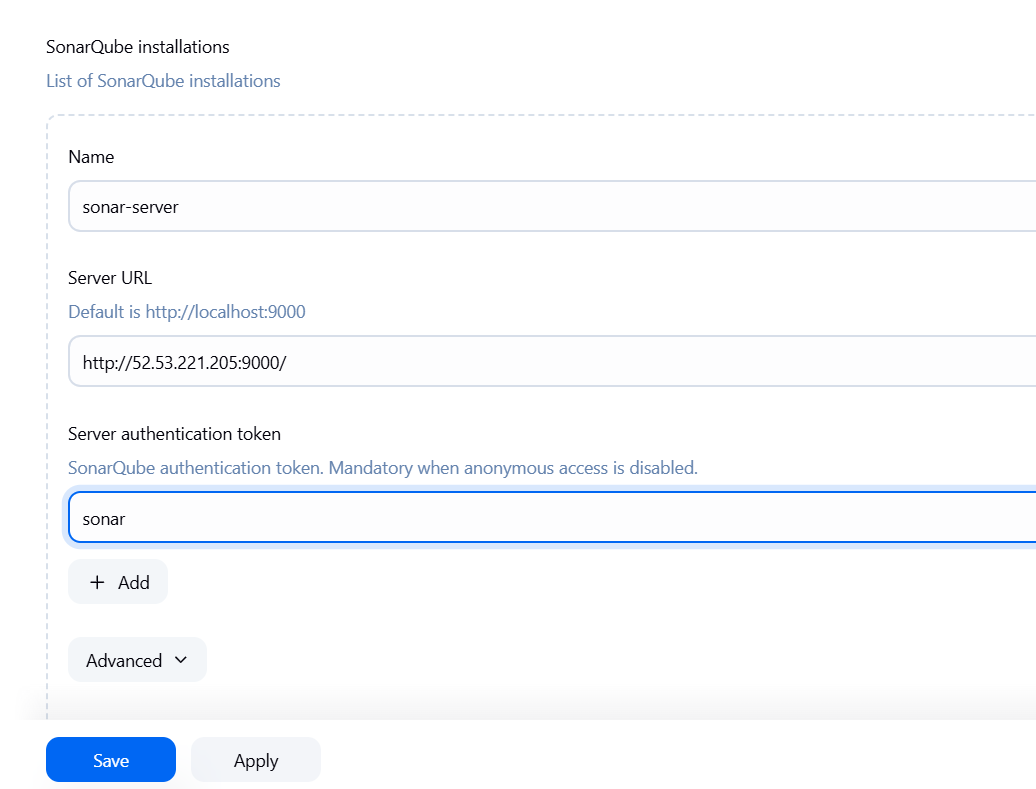 SonarQube installations
List of SonarQube installations
Name
sonar-server
Server URL
Default is http://localhost:9000
http://52.53.221.205:9000/
Server authentication token
SonarQube authentication token. Mandatory when anonymous access is disabled.
sonar
+ Add
Advanced
Save
Apply